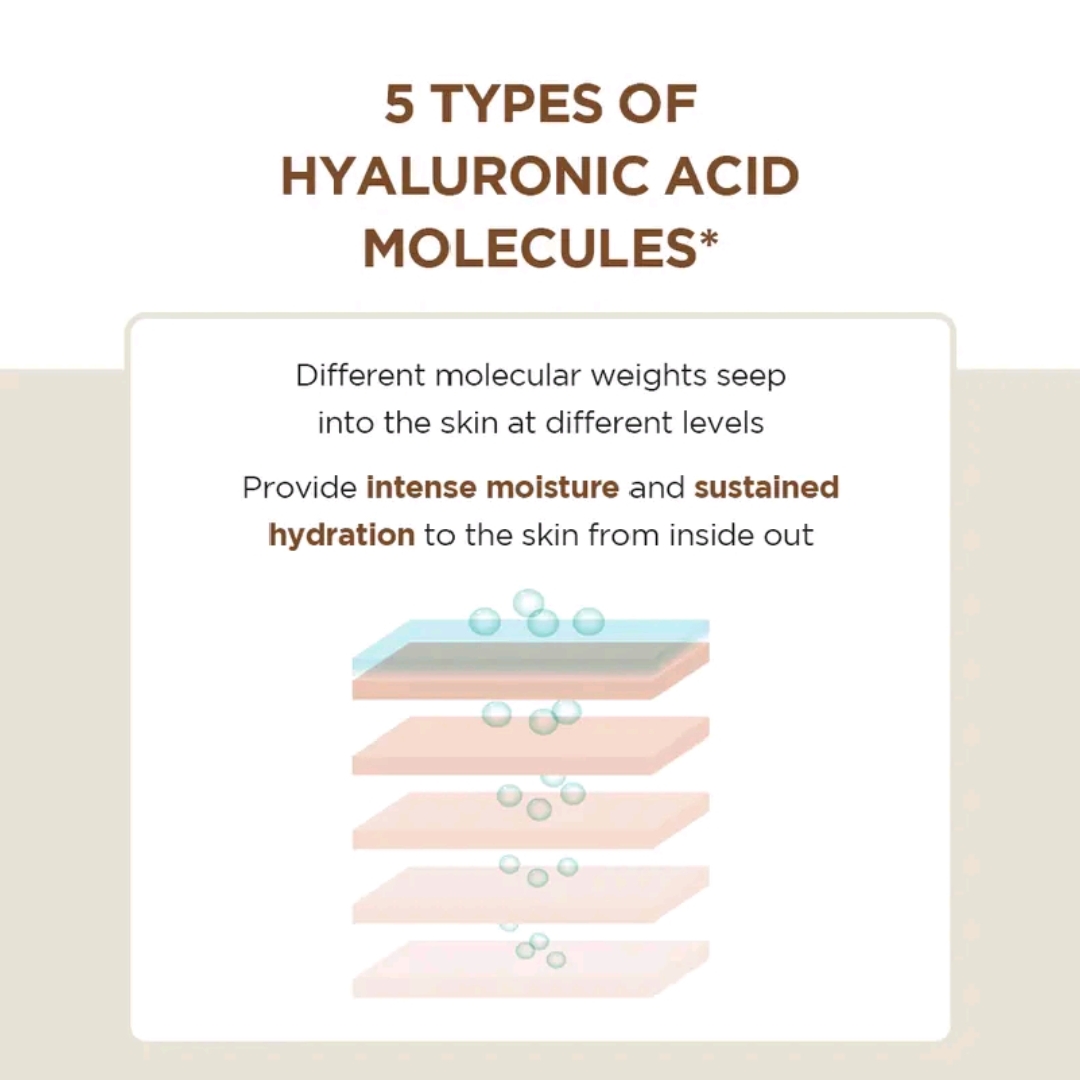 5 TYPES OF
HYALURONIC ACID
MOLECULES*
Different molecular weights seep
into the skin at different levels
Provide intense moisture and sustained
hydration to the skin from inside out